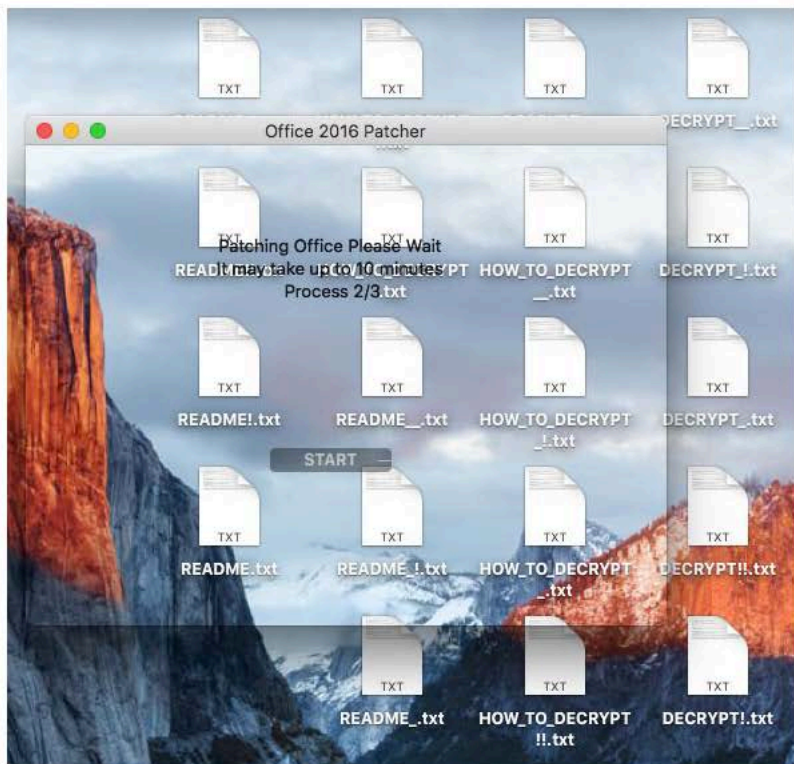 TXT TXT TXT TXT
Office 2016 Patcher
DECRYPT__.txt
TXT TXT TXT TXT
Patching Office Please Wait
It may take up to 10 minutes
Process 2/3
.txt
HOW_TO_DECRYPT
__.txt
DECRYPT_!.txt
TXT TXT TXT TXT
README!.txt README__.txt HOW_TO_DECRYPT DECRYPT_.txt
_!.txt
START
TXT TXT TXT TXT
README.txt README_!.txt HOW_TO_DECRYPT DECRYPT!!.txt
_.txt
TXT TXT TXT
README_.txt HOW_TO_DECRYPT DECRYPT!.txt
!!.txt